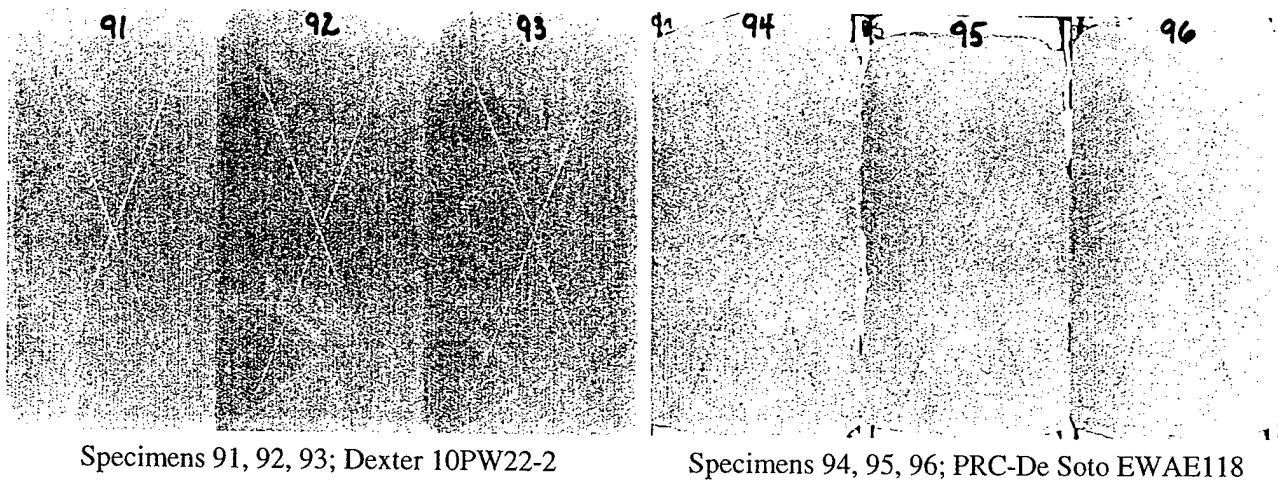 91 92 93 94 95 96
Specimens 91, 92, 93; Dexter 10PW22-2
Specimens 94, 95, 96; PRC-De Soto EWAE118